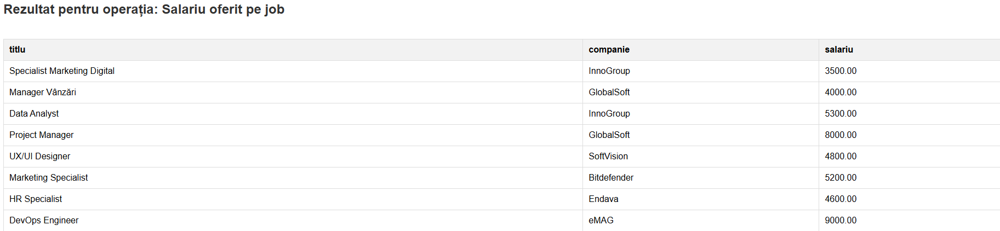 Rezultat pentru operația: Salariu oferit pe job
titlu companie salariu
Specialist Marketing Digital InnoGroup 3500.00
Manager Vânzări GlobalSoft 4000.00
Data Analyst InnoGroup 5300.00
Project Manager GlobalSoft 8000.00
UX/UI Designer SoftVision 4800.00
Marketing Specialist Bitdefender 5200.00
HR Specialist Endava 4600.00
DevOps Engineer eMAG 9000.00